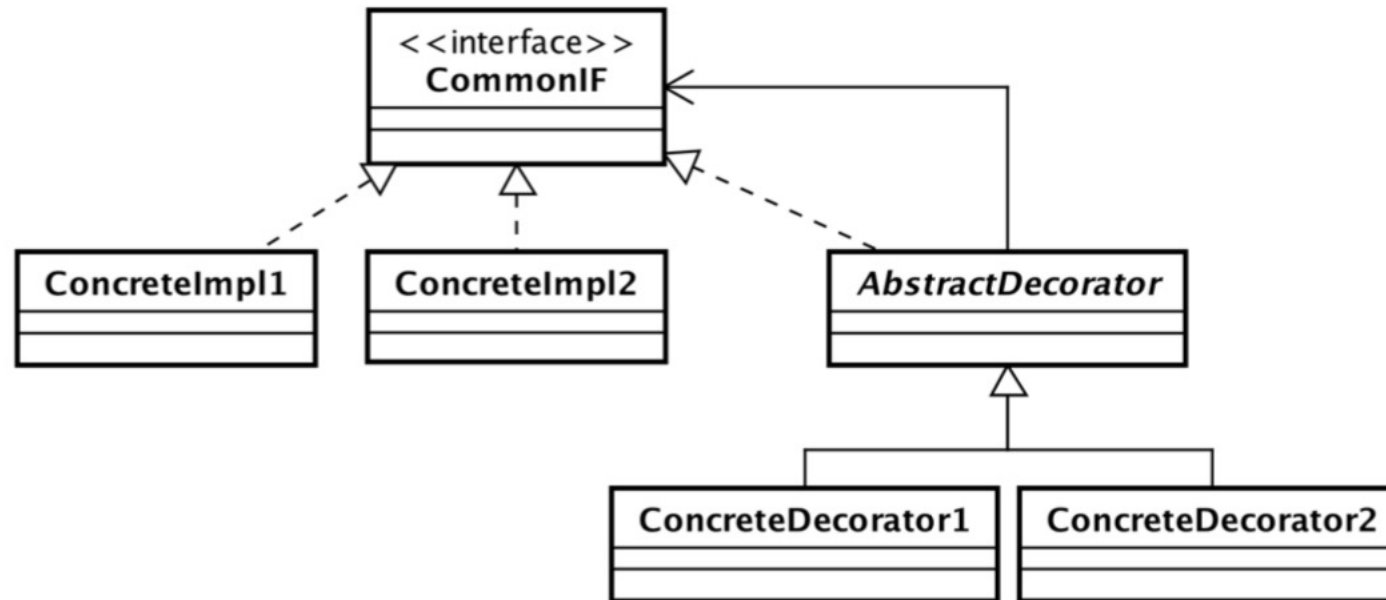 <<interface>>
CommonIF
ConcreteImpl1
ConcreteImpl2
AbstractDecorator
ConcreteDecorator1
ConcreteDecorator2